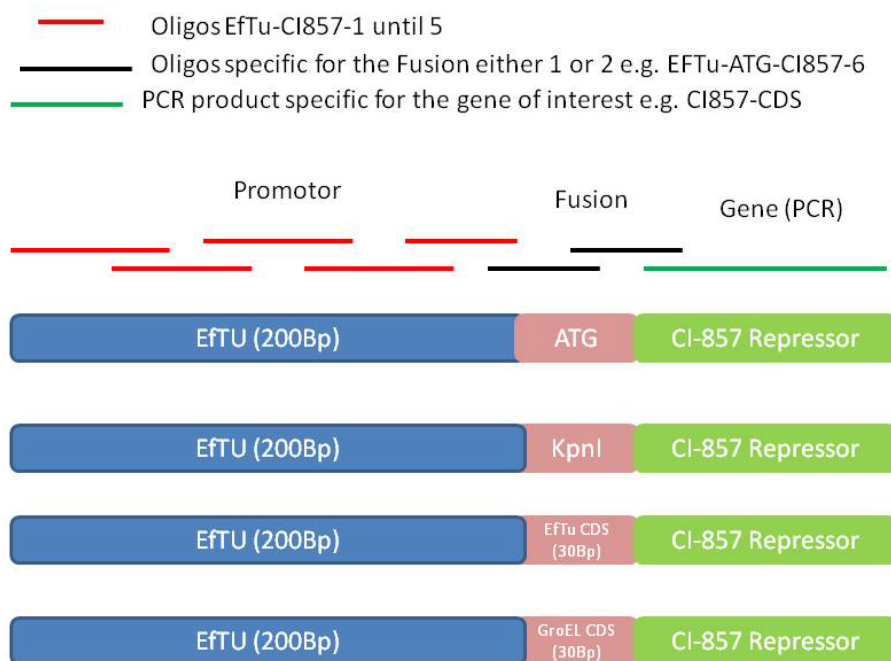 Oligos EfTu-CI857-1 until 5
Oligos specific for the Fusion either 1 or 2 e.g. EFTu-ATG-CI857-6
PCR product specific for the gene of interest e.g. CI857-CDS
Promotor
Fusion
Gene (PCR)
EfTU (200Bp)
ATG
CI-857 Repressor
EfTU (200Bp)
KpnI
CI-857 Repressor
EfTU (200Bp)
EfTu CDS
(30Bp)
CI-857 Repressor
EfTU (200Bp)
GroEL CDS
(30Bp)
CI-857 Repressor